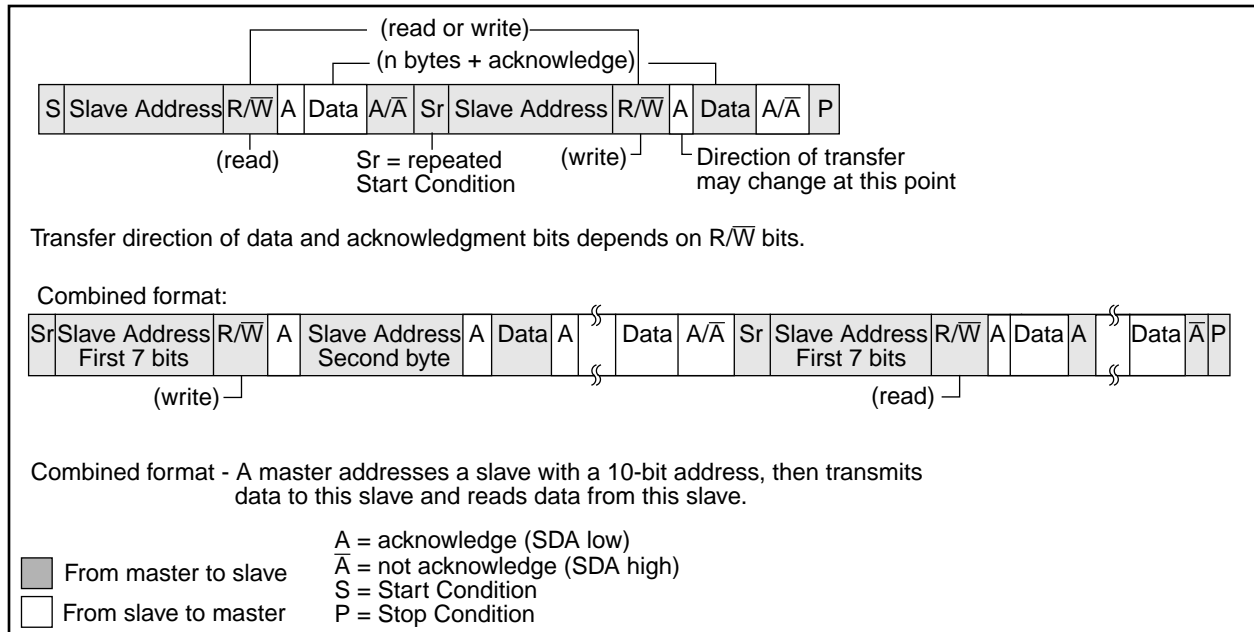 (read or write)
(n bytes + acknowledge)
S Slave Address R/W̅ A Data A/A̅ Sr Slave Address R/W̅ A Data A/A̅ P
(read) Sr = repeated (write) Direction of transfer
Start Condition may change at this point
Transfer direction of data and acknowledgment bits depends on R/W̅ bits.
Combined format:
Sr Slave Address R/W̅ A Slave Address A Data A Data A/A̅ Sr Slave Address R/W̅ A Data A Data A̅ P
First 7 bits Second byte First 7 bits
(write) (read)
Combined format - A master addresses a slave with a 10-bit address, then transmits
data to this slave and reads data from this slave.
A = acknowledge (SDA low)
A̅ = not acknowledge (SDA high)
From master to slave
S = Start Condition
From slave to master
P = Stop Condition